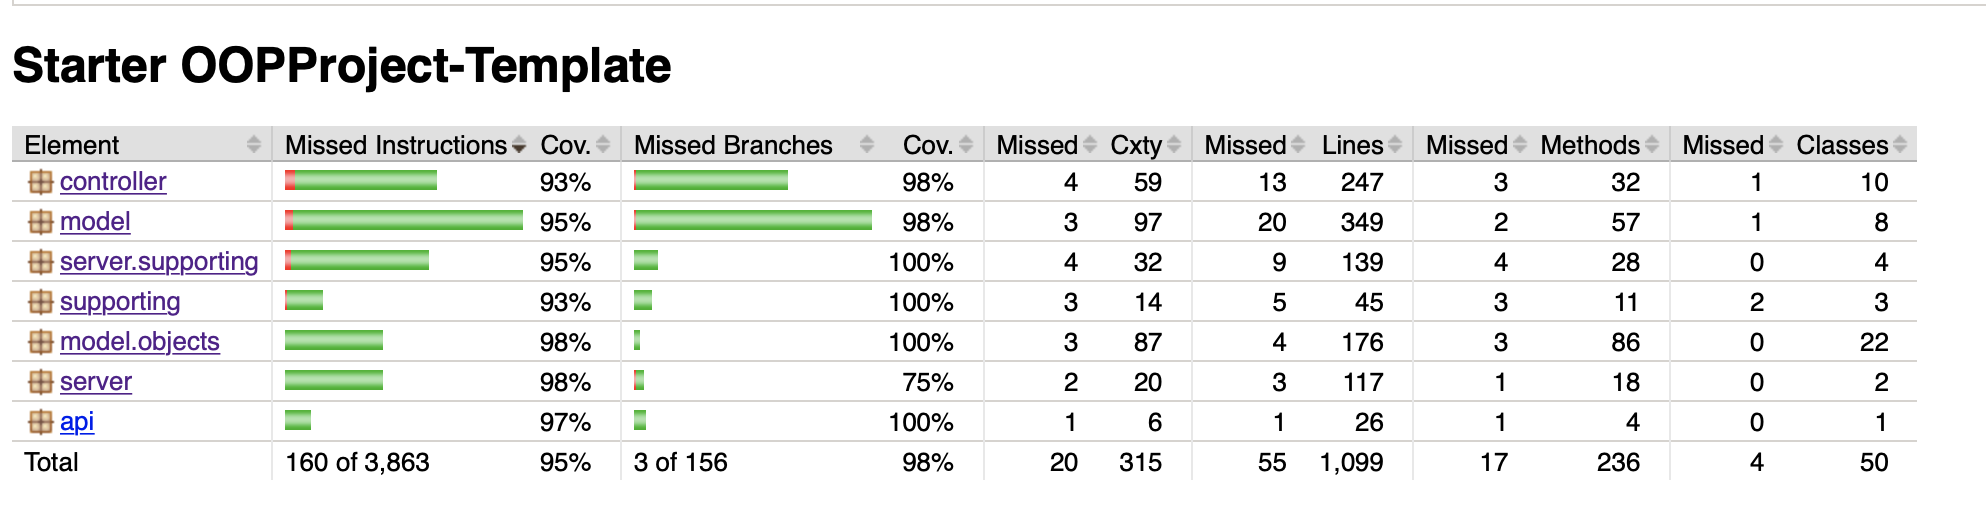 Starter OOPProject-Template
Element Missed Instructions Cov. Missed Branches Cov. Missed Cxty Missed Lines Missed Methods Missed Classes
controller 93% 98% 4 59 13 247 3 32 1 10
model 95% 98% 3 97 20 349 2 57 1 8
server.supporting 95% 100% 4 32 9 139 4 28 0 4
supporting 93% 100% 3 14 5 45 3 11 2 3
model.objects 98% 100% 3 87 4 176 3 86 0 22
server 98% 75% 2 20 3 117 1 18 0 2
api 97% 100% 1 6 1 26 1 4 0 1
Total 160 of 3,863 95% 3 of 156 98% 20 315 55 1,099 17 236 4 50